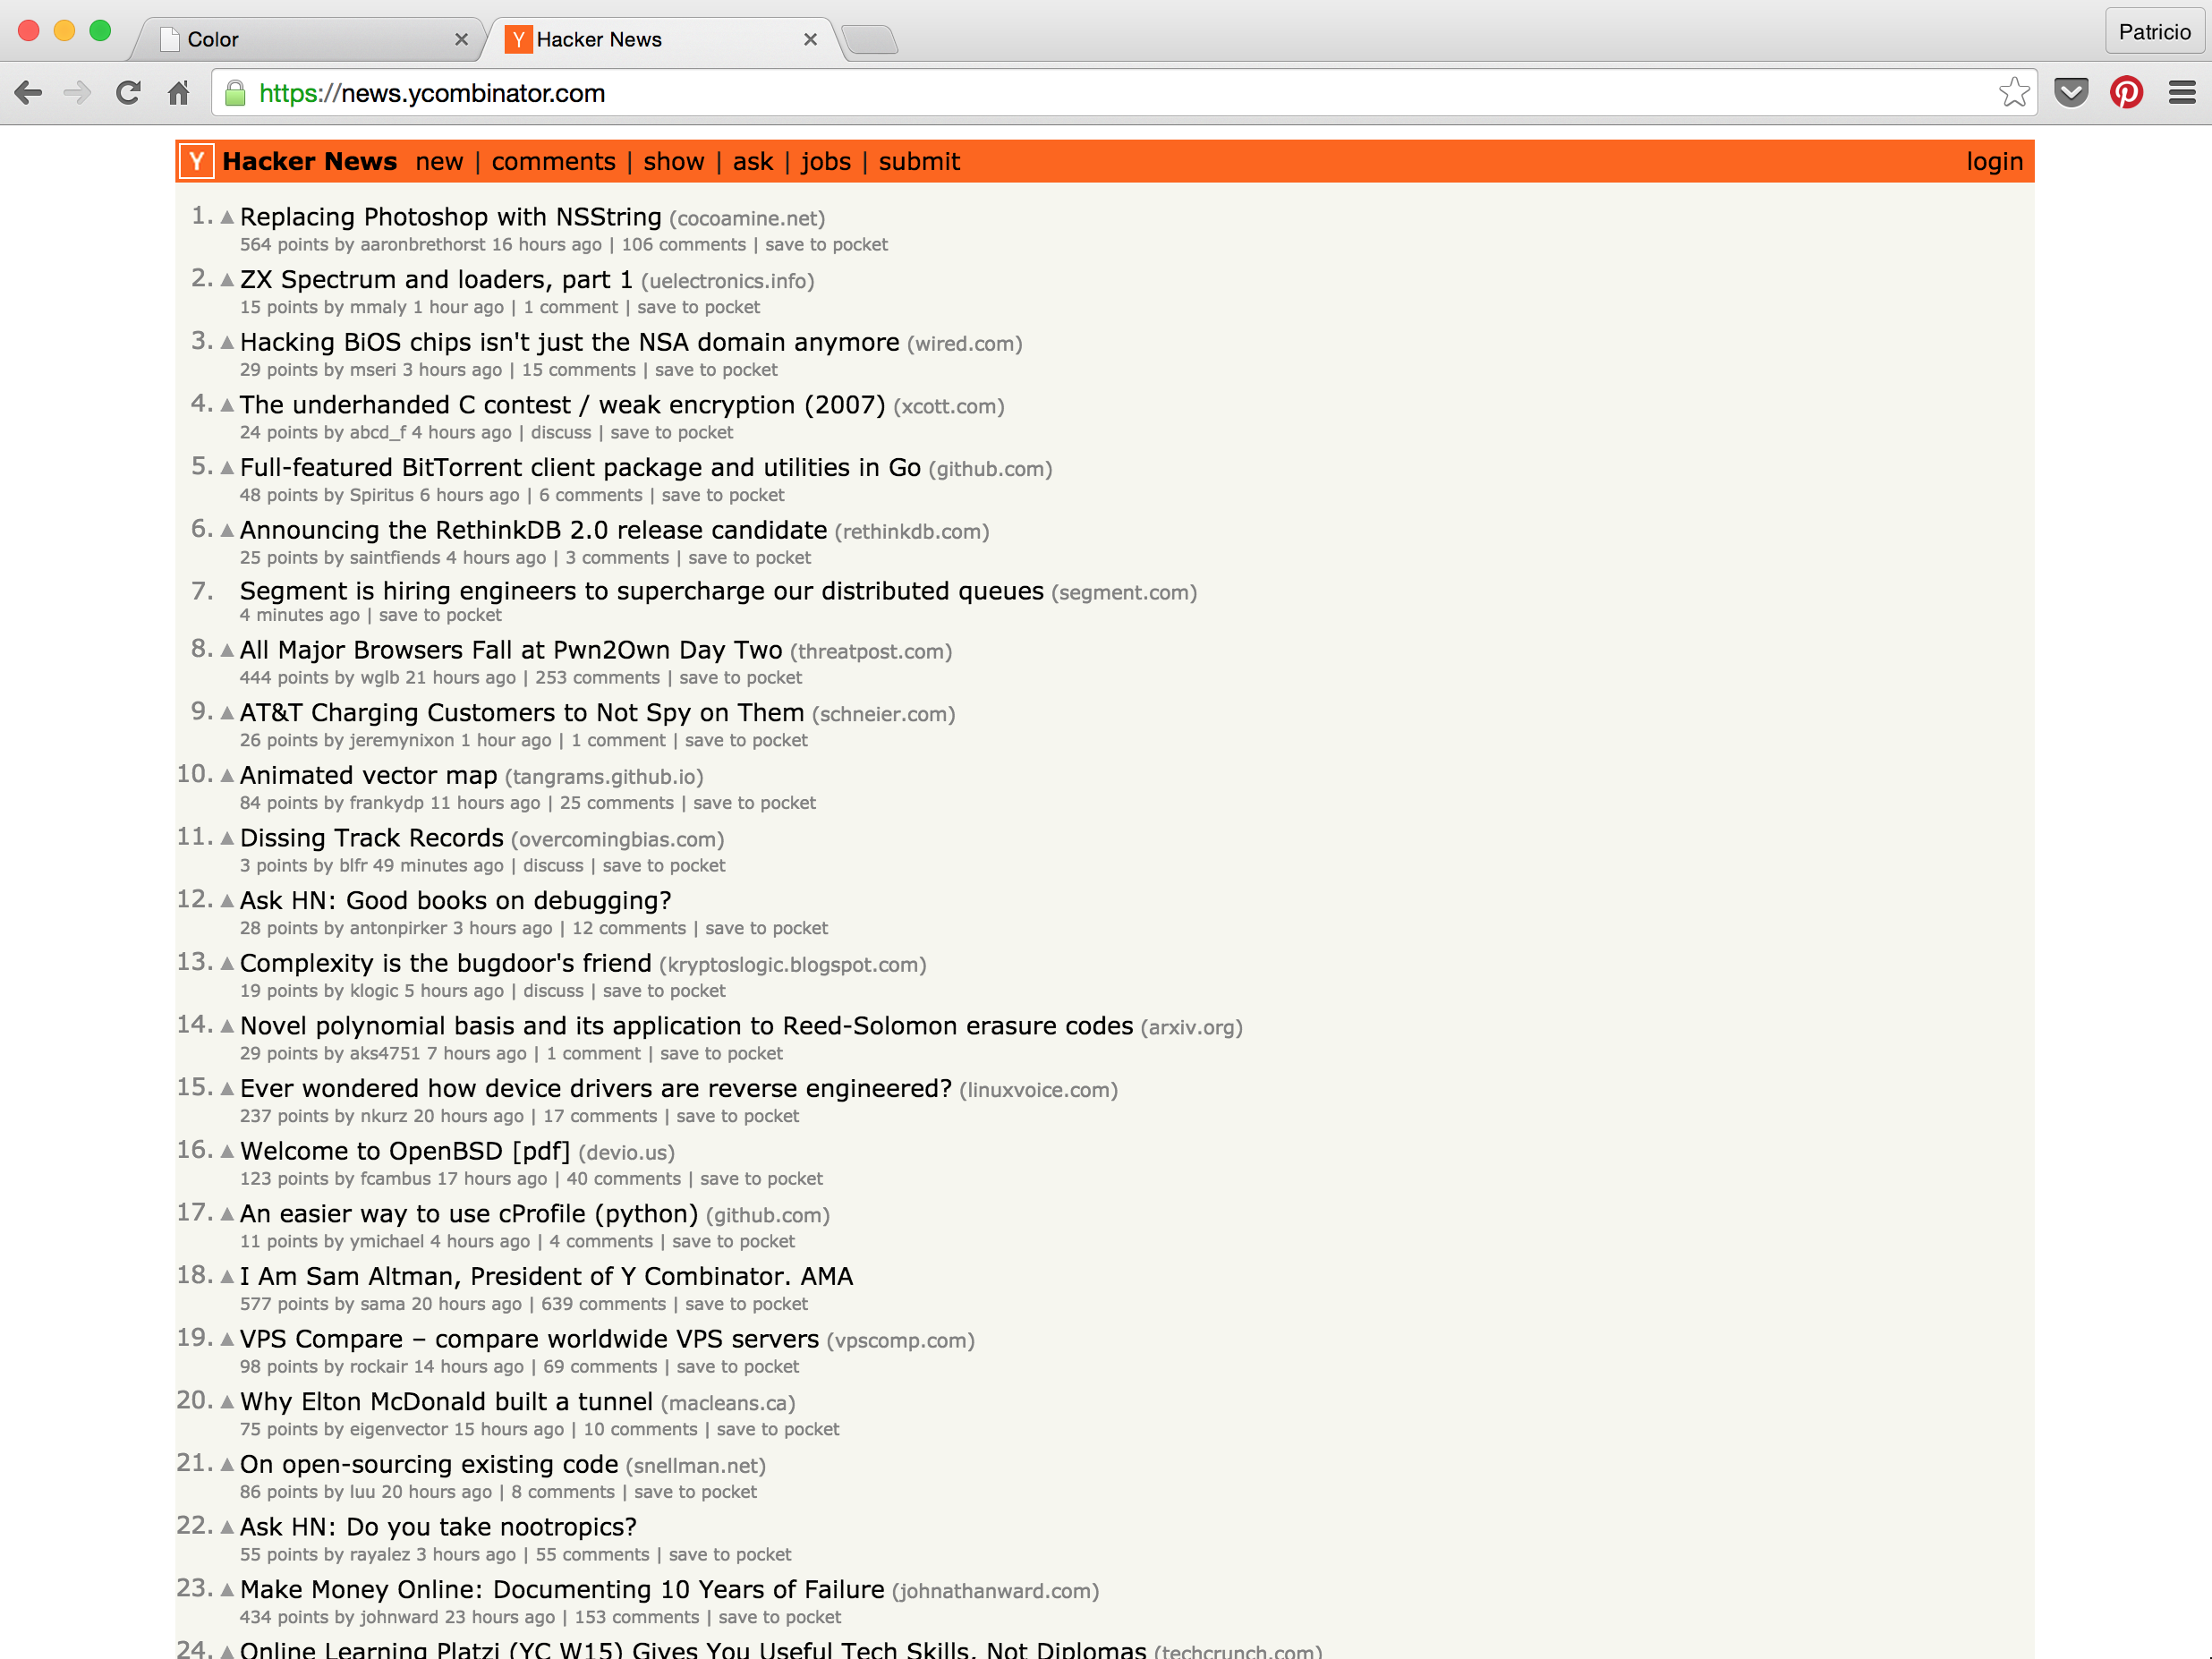 Color
Y Hacker News
Patricio
https://news.ycombinator.com
Y Hacker News new | comments | show | ask | jobs | submit login
1. Replacing Photoshop with NSString (cocoamine.net)
564 points by aaronbrethorst 16 hours ago | 106 comments | save to pocket
2. ZX Spectrum and loaders, part 1 (uelectronics.info)
15 points by mmaly 1 hour ago | 1 comment | save to pocket
3. Hacking BiOS chips isn't just the NSA domain anymore (wired.com)
29 points by mseri 3 hours ago | 15 comments | save to pocket
4. The underhanded C contest / weak encryption (2007) (xcott.com)
24 points by abcd_f 4 hours ago | discuss | save to pocket
5. Full-featured BitTorrent client package and utilities in Go (github.com)
48 points by Spiritus 6 hours ago | 6 comments | save to pocket
6. Announcing the RethinkDB 2.0 release candidate (rethinkdb.com)
25 points by saintfiends 4 hours ago | 3 comments | save to pocket
7. Segment is hiring engineers to supercharge our distributed queues (segment.com)
4 minutes ago | save to pocket
8. All Major Browsers Fall at Pwn2Own Day Two (threatpost.com)
444 points by wglb 21 hours ago | 253 comments | save to pocket
9. AT&T Charging Customers to Not Spy on Them (schneier.com)
26 points by jeremynixon 1 hour ago | 1 comment | save to pocket
10. Animated vector map (tangrams.github.io)
84 points by frankydp 11 hours ago | 25 comments | save to pocket
11. Dissing Track Records (overcomingbias.com)
3 points by blfr 49 minutes ago | discuss | save to pocket
12. Ask HN: Good books on debugging?
28 points by antonpirker 3 hours ago | 12 comments | save to pocket
13. Complexity is the bugdoor's friend (kryptoslogic.blogspot.com)
19 points by klogic 5 hours ago | discuss | save to pocket
14. Novel polynomial basis and its application to Reed-Solomon erasure codes (arxiv.org)
29 points by aks4751 7 hours ago | 1 comment | save to pocket
15. Ever wondered how device drivers are reverse engineered? (linuxvoice.com)
237 points by nkurz 20 hours ago | 17 comments | save to pocket
16. Welcome to OpenBSD [pdf] (devio.us)
123 points by fcambus 17 hours ago | 40 comments | save to pocket
17. An easier way to use cProfile (python) (github.com)
11 points by ymichael 4 hours ago | 4 comments | save to pocket
18. I Am Sam Altman, President of Y Combinator. AMA
577 points by sama 20 hours ago | 639 comments | save to pocket
19. VPS Compare – compare worldwide VPS servers (vpscomp.com)
98 points by rockair 14 hours ago | 69 comments | save to pocket
20. Why Elton McDonald built a tunnel (macleans.ca)
75 points by eigenvector 15 hours ago | 10 comments | save to pocket
21. On open-sourcing existing code (snellman.net)
86 points by luu 20 hours ago | 8 comments | save to pocket
22. Ask HN: Do you take nootropics?
55 points by rayalez 3 hours ago | 55 comments | save to pocket
23. Make Money Online: Documenting 10 Years of Failure (johnathanward.com)
434 points by johnward 23 hours ago | 153 comments | save to pocket
24. Online Learning Platzi (YC W15) Gives You Useful Tech Skills, Not Diplomas (techcrunch.com)